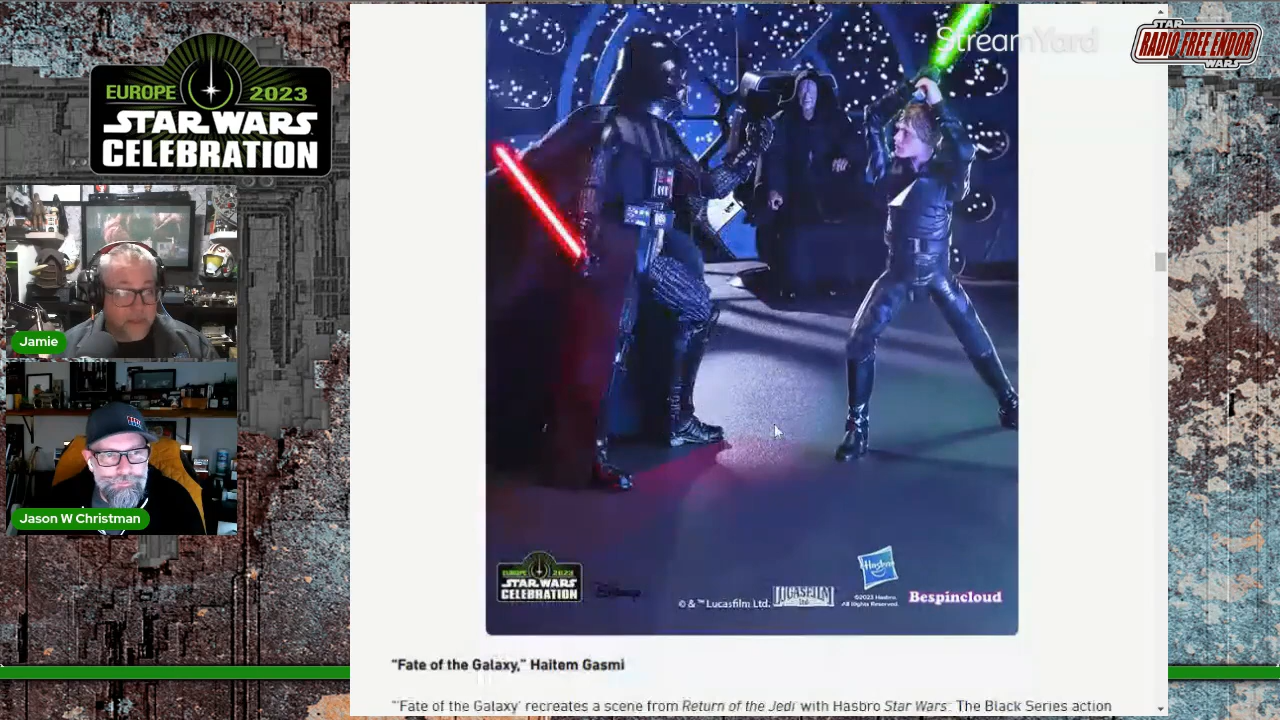 StreamYard
STAR
RADIO FREE ENDOR
WARS
EUROPE 2023
STAR WARS
CELEBRATION
Jamie
Jason W Christman
EUROPE 2023
STAR WARS
CELEBRATION
Disney
© & ™ Lucasfilm Ltd.
LUCASFILM
Ltd.
Hasbro
©2023 Hasbro.
All Rights Reserved.
Bespincloud
“Fate of the Galaxy,” Haitem Gasmi
“‘Fate of the Galaxy’ recreates a scene from Return of the Jedi with Hasbro Star Wars: The Black Series action